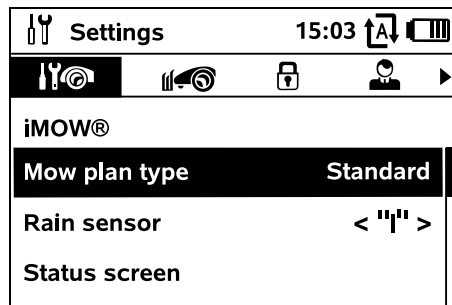 Settings 15:03 A
iMOW®
Mow plan type Standard
Rain sensor < "I" >
Status screen